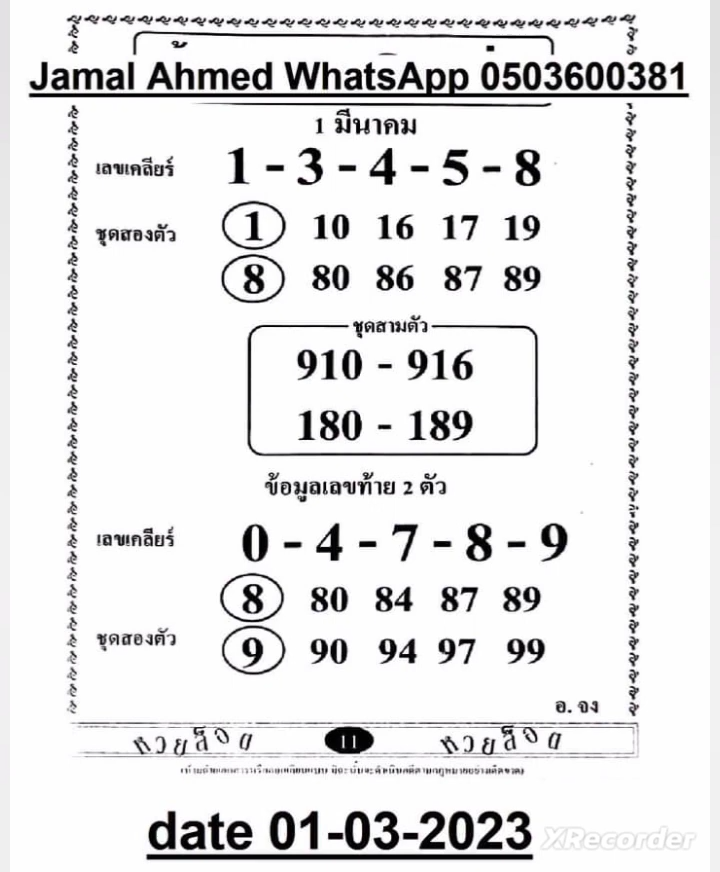 Jamal Ahmed WhatsApp 0503600381
1 มีนาคม
เลขเคลียร์ 1 - 3 - 4 - 5 - 8
ชุดสองตัว 1 10 16 17 19
8 80 86 87 89
ชุดสามตัว
910 - 916
180 - 189
ข้อมูลเลขท้าย 2 ตัว
เลขเคลียร์ 0 - 4 - 7 - 8 - 9
8 80 84 87 89
ชุดสองตัว 9 90 94 97 99
อ. จง
หวยล็อย 11 หวยล็อย
date 01-03-2023
XRecorder